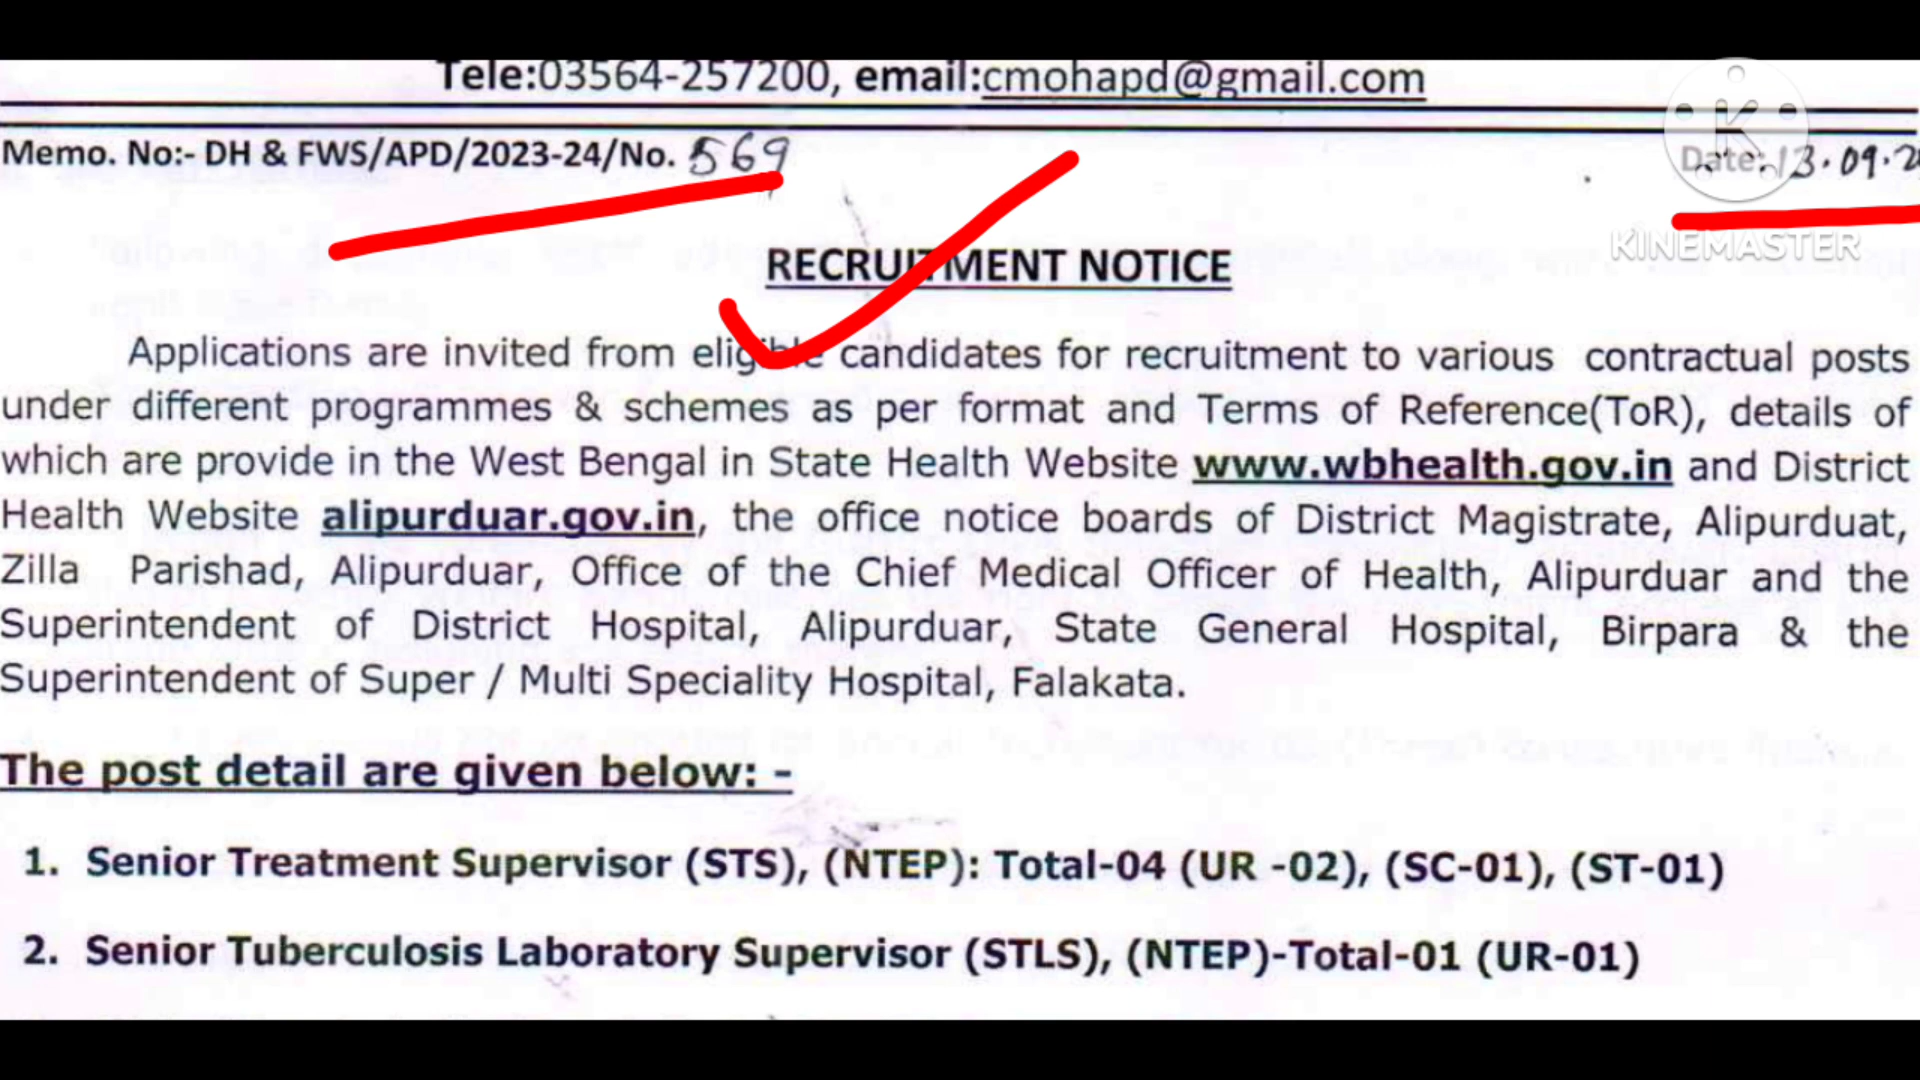 Tele:03564-257200, email:cmohapd@gmail.com
Memo. No:- DH & FWS/APD/2023-24/No. 569
Date: 13.09.2
K
KINEMASTER
RECRUITMENT NOTICE
Applications are invited from eligible candidates for recruitment to various contractual posts
under different programmes & schemes as per format and Terms of Reference(ToR), details of
which are provide in the West Bengal in State Health Website www.wbhealth.gov.in and District
Health Website alipurduar.gov.in, the office notice boards of District Magistrate, Alipurduat,
Zilla Parishad, Alipurduar, Office of the Chief Medical Officer of Health, Alipurduar and the
Superintendent of District Hospital, Alipurduar, State General Hospital, Birpara & the
Superintendent of Super / Multi Speciality Hospital, Falakata.
The post detail are given below: -
1. Senior Treatment Supervisor (STS), (NTEP): Total-04 (UR -02), (SC-01), (ST-01)
2. Senior Tuberculosis Laboratory Supervisor (STLS), (NTEP)-Total-01 (UR-01)